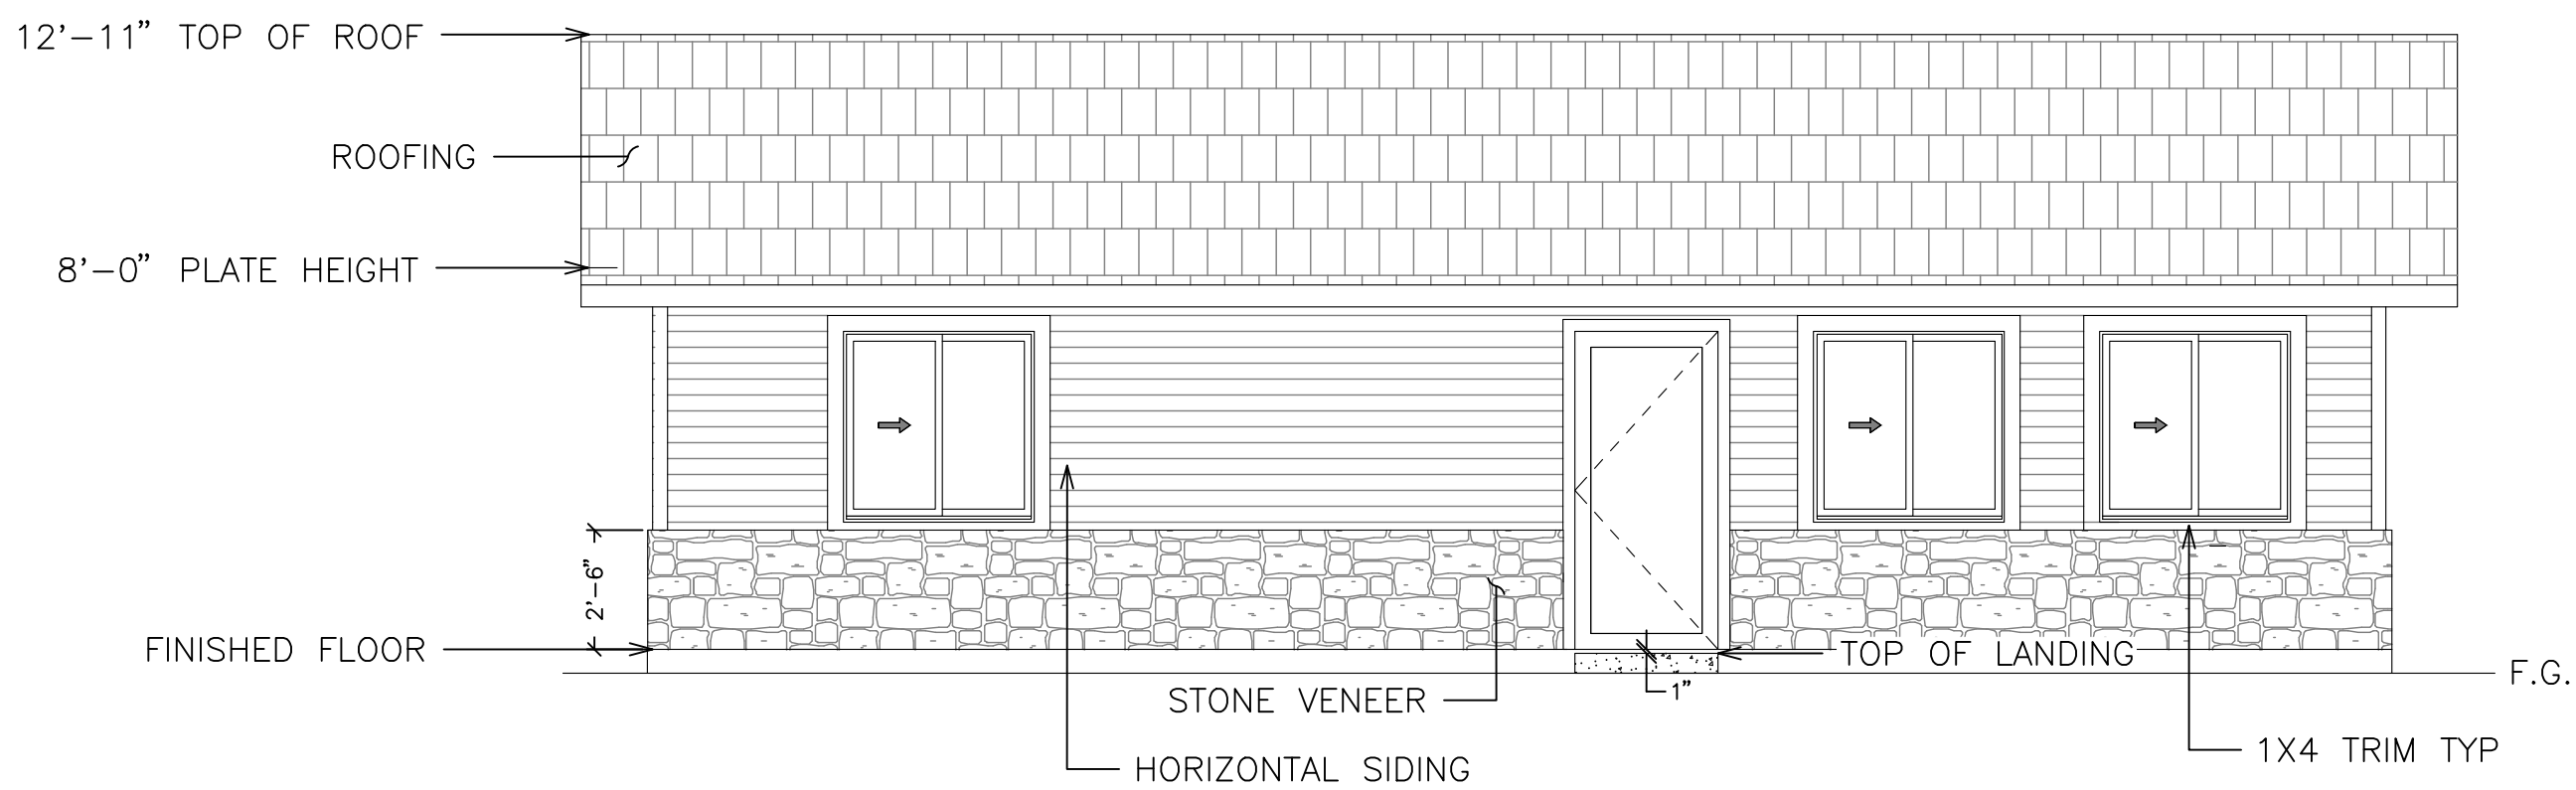 12'-11" TOP OF ROOF
ROOFING
8'-0" PLATE HEIGHT
2'-6"
FINISHED FLOOR
TOP OF LANDING
F.G.
1"
STONE VENEER
1X4 TRIM TYP
HORIZONTAL SIDING